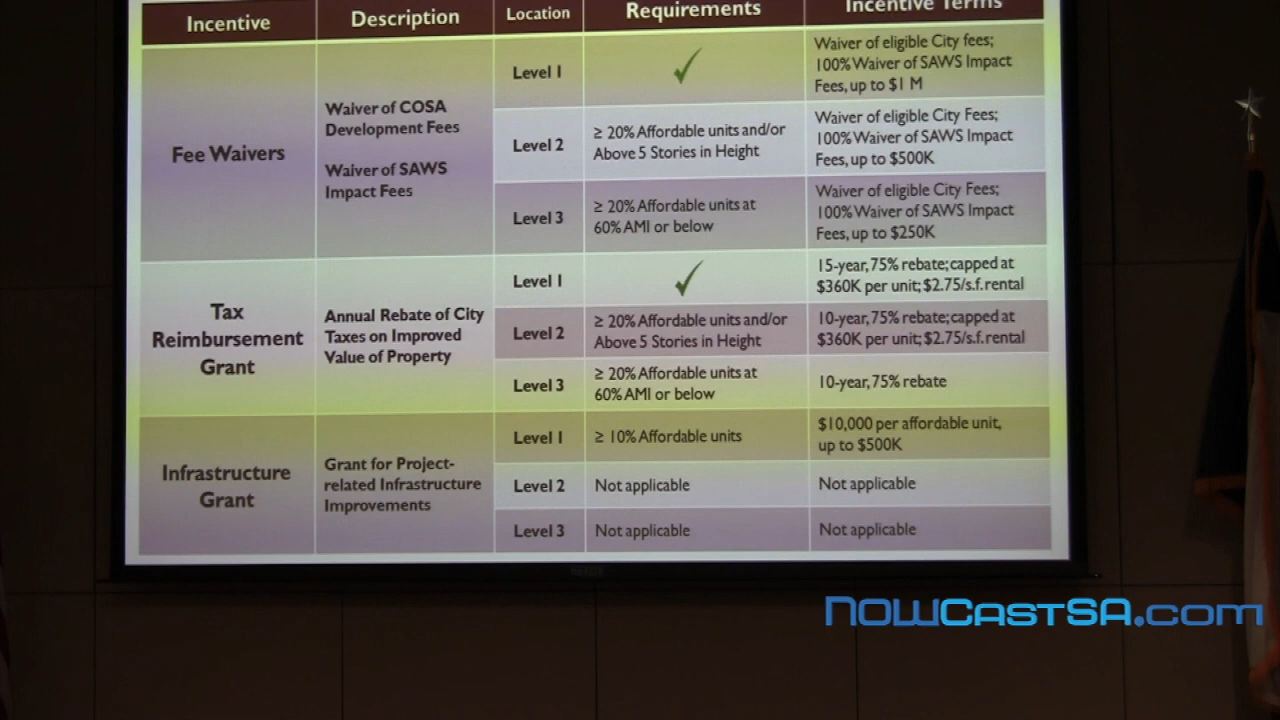 Incentive
Description
Location
Requirements
Incentive Terms
Fee Waivers
Waiver of COSA
Development Fees
Waiver of SAWS
Impact Fees
Level 1
✓
Waiver of eligible City fees;
100% Waiver of SAWS Impact
Fees, up to $1 M
Level 2
≥ 20% Affordable units and/or
Above 5 Stories in Height
Waiver of eligible City Fees;
100% Waiver of SAWS Impact
Fees, up to $500K
Level 3
≥ 20% Affordable units at
60% AMI or below
Waiver of eligible City Fees;
100% Waiver of SAWS Impact
Fees, up to $250K
Tax
Reimbursement
Grant
Annual Rebate of City
Taxes on Improved
Value of Property
Level 1
✓
15-year, 75% rebate; capped at
$360K per unit; $2.75/s.f. rental
Level 2
≥ 20% Affordable units and/or
Above 5 Stories in Height
10-year, 75% rebate; capped at
$360K per unit; $2.75/s.f. rental
Level 3
≥ 20% Affordable units at
60% AMI or below
10-year, 75% rebate
Infrastructure
Grant
Grant for Project-
related Infrastructure
Improvements
Level 1
≥ 10% Affordable units
$10,000 per affordable unit,
up to $500K
Level 2
Not applicable
Not applicable
Level 3
Not applicable
Not applicable
NOWCastSA.com